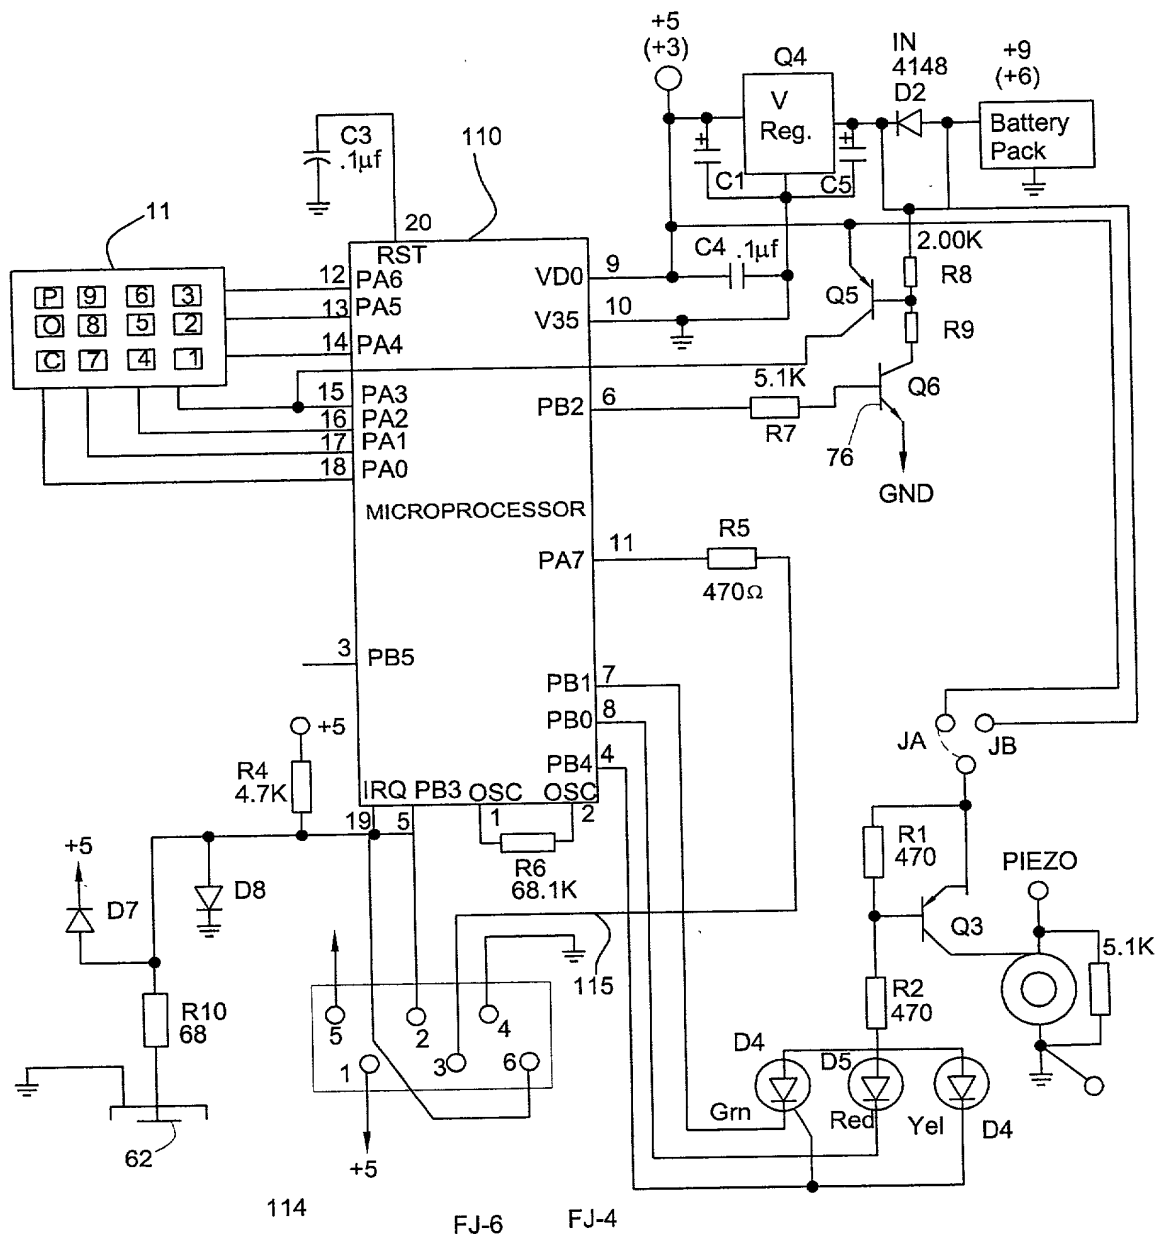 +5
(+3)
Q4
V
Reg.
IN
4148
D2
+9
(+6)
Battery
Pack
C3
.1µf
110
+
C1
+
C5
11
20
RST
2.00K
C4 .1µf
R8
12 PA6
13 PA5
14 PA4
VD0 9
V35 10
Q5
R9
P 9 6 3
O 8 5 2
C 7 4 1
15 PA3
16 PA2
17 PA1
18 PA0
PB2 6
5.1K
R7
Q6
76
GND
MICROPROCESSOR
PA7 11
R5
470Ω
3 PB5
PB1 7
PB0 8
PB4 4
JA
JB
+5
R4
4.7K
IRQ PB3 OSC OSC
19 5 1 2
R6
68.1K
R1
470
PIEZO
+5
D7
D8
Q3
5.1K
115
R10
68
R2
470
5 2 4
1 3 6
D4
D5
Grn
Red
Yel
D4
62
+5
114
FJ-6
FJ-4